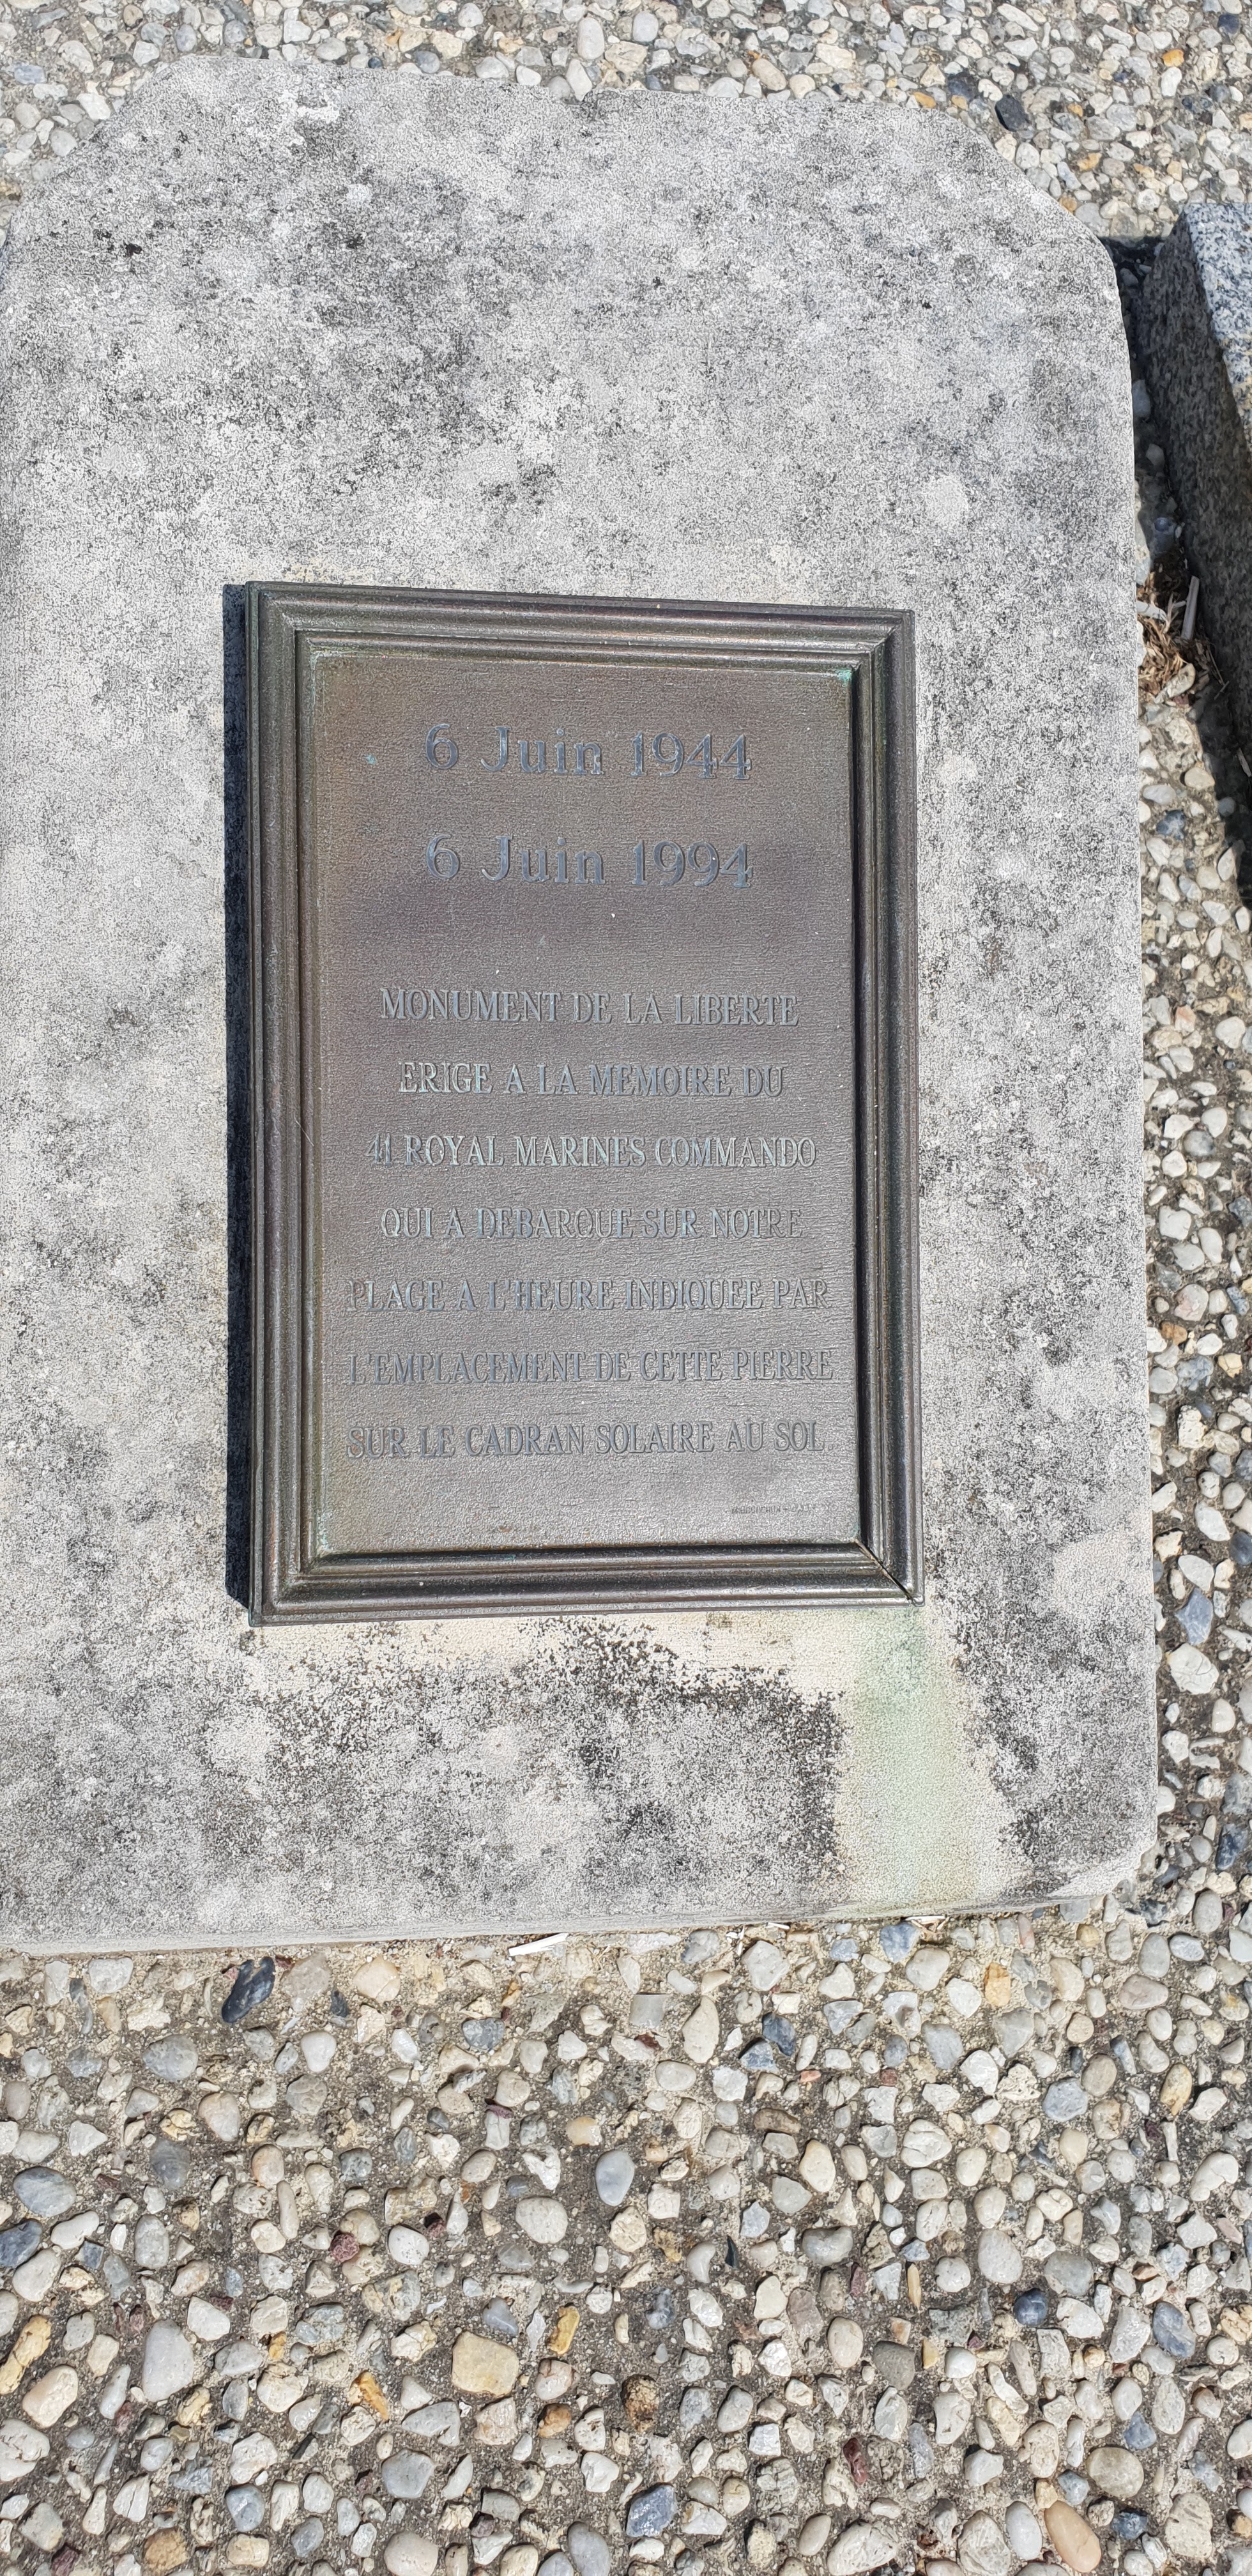 6 Juin 1944
6 Juin 1994
MONUMENT DE LA LIBERTE
ERIGE A LA MEMOIRE DU
41 ROYAL MARINES COMMANDO
QUI A DEBARQUE SUR NOTRE
PLAGE A L'HEURE INDIQUEE PAR
L'EMPLACEMENT DE CETTE PIERRE
SUR LE CADRAN SOLAIRE AU SOL.